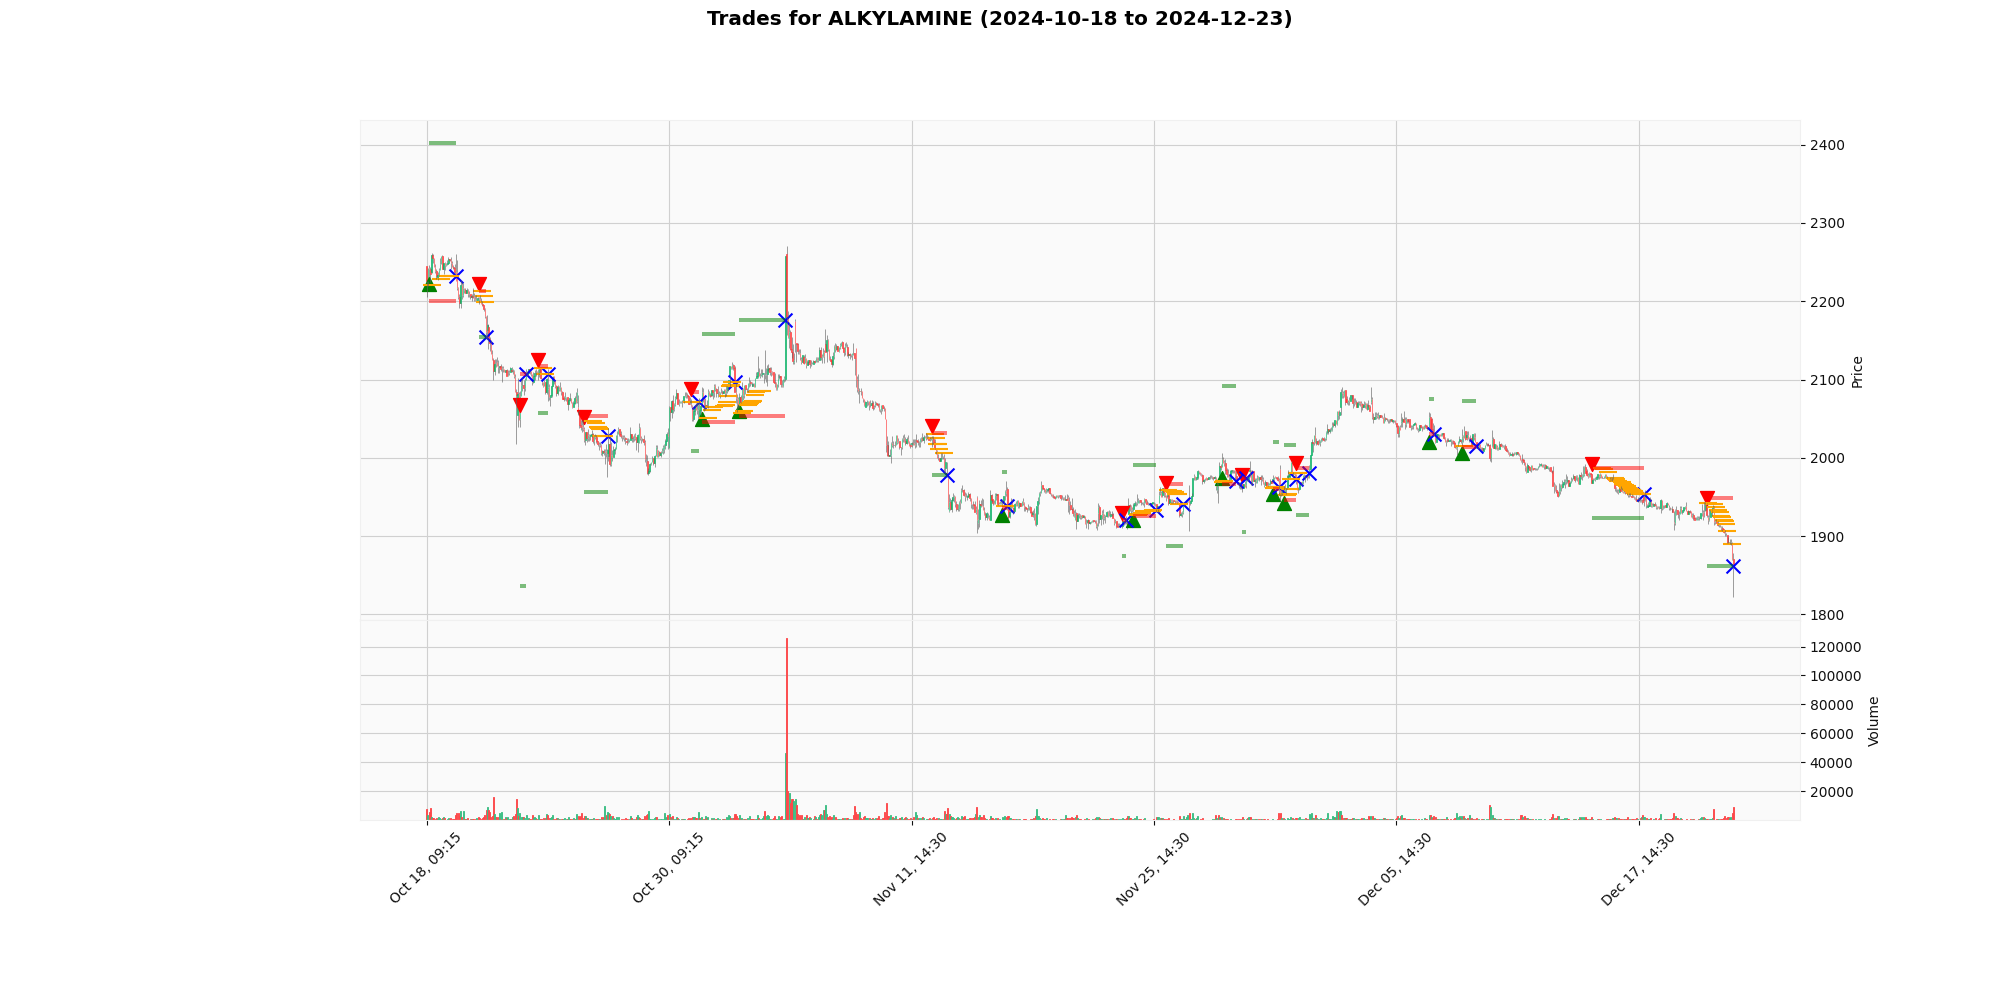 Trades for ALKYLAMINE (2024-10-18 to 2024-12-23)
2400
2300
2200
2100
2000
1900
1800
Price
120000
100000
80000
60000
40000
20000
Volume
Oct 18, 09:15
Oct 30, 09:15
Nov 11, 14:30
Nov 25, 14:30
Dec 05, 14:30
Dec 17, 14:30